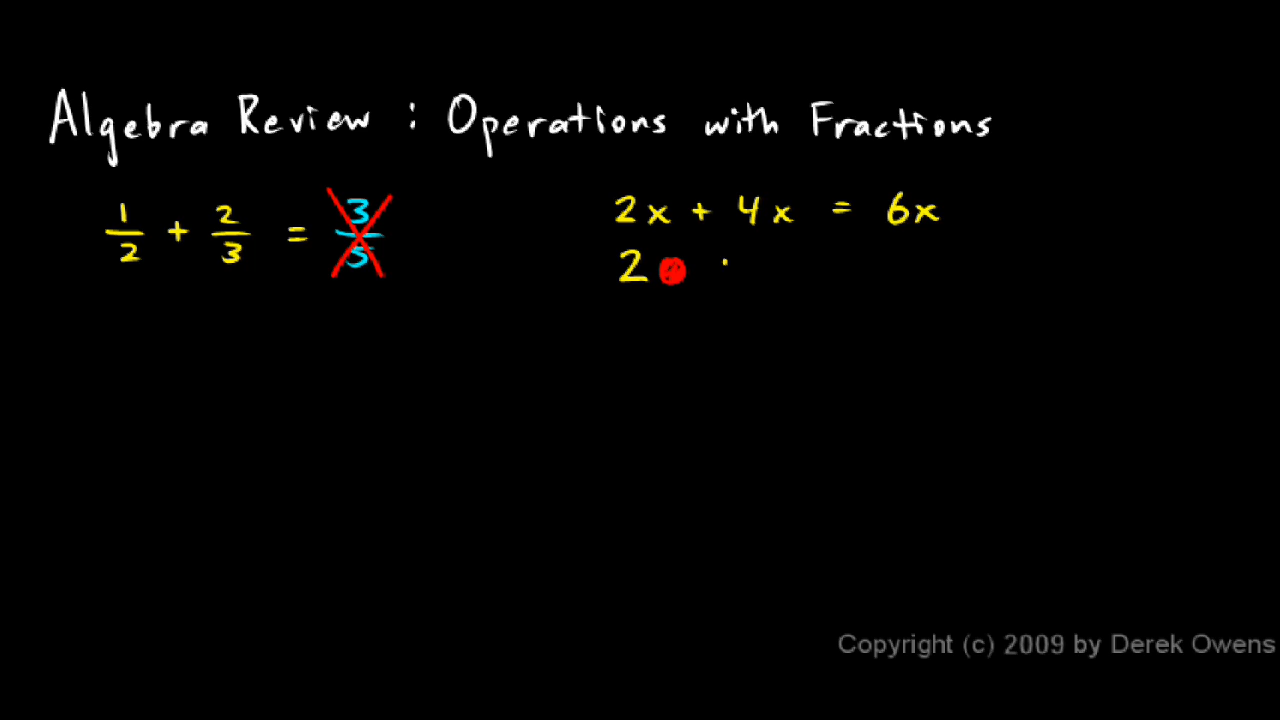 Algebra Review : Operations with Fractions
1/2 + 2/3 = 3/5
2x + 4x = 6x
2
Copyright (c) 2009 by Derek Owens